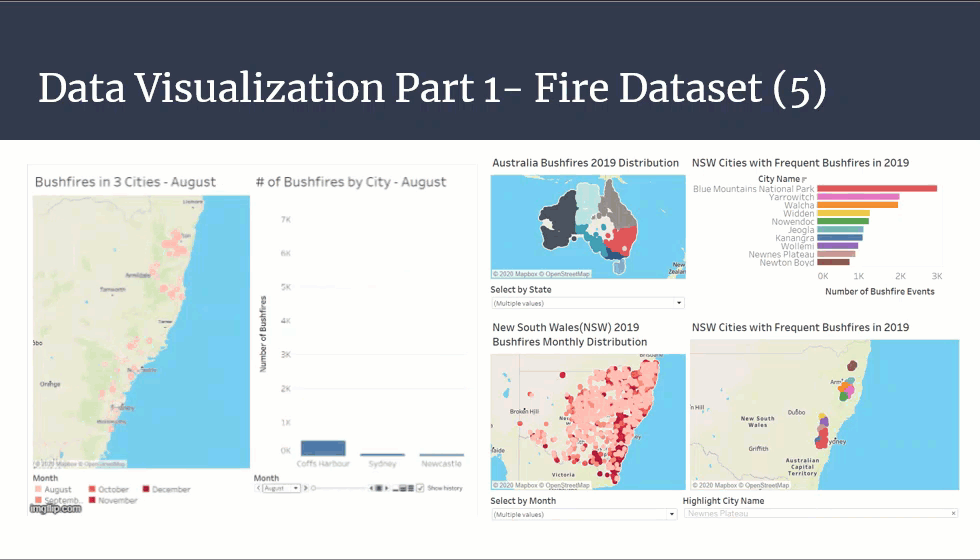 Data Visualization Part 1- Fire Dataset (5)
Bushfires in 3 Cities - August
Lismore
Armidale
Tamworth
Taree
Orange
Sydney
© 2020 Mapbox © OpenStreetMap
Month
August
October
December
Septemb..
November
imgflip.com
# of Bushfires by City - August
Number of Bushfires
7K
6K
5K
4K
3K
2K
1K
0K
Coffs Harbour
Sydney
Newcastle
Month
August
Show history
Australia Bushfires 2019 Distribution
New
Zealan
© 2020 Mapbox © OpenStreetMap
Select by State
(Multiple values)
NSW Cities with Frequent Bushfires in 2019
City Name
Blue Mountains National Park
Yarrowitch
Walcha
Widden
Nowendoc
Jeogla
Kanangra
Wollemi
Newnes Plateau
Newton Boyd
0K
1K
2K
3K
Number of Bushfire Events
New South Wales(NSW) 2019
Bushfires Monthly Distribution
Brisbane
Broken Hill
Victoria
© 2020 Mapbox © OpenStreetMap
Select by Month
(Multiple values)
NSW Cities with Frequent Bushfires in 2019
n Hill
Dubbo
New South
Wales
Griffith
ydney
Australian
Capital
Territory
© 2020 Mapbox © OpenStreetMap
Highlight City Name
Newnes Plateau